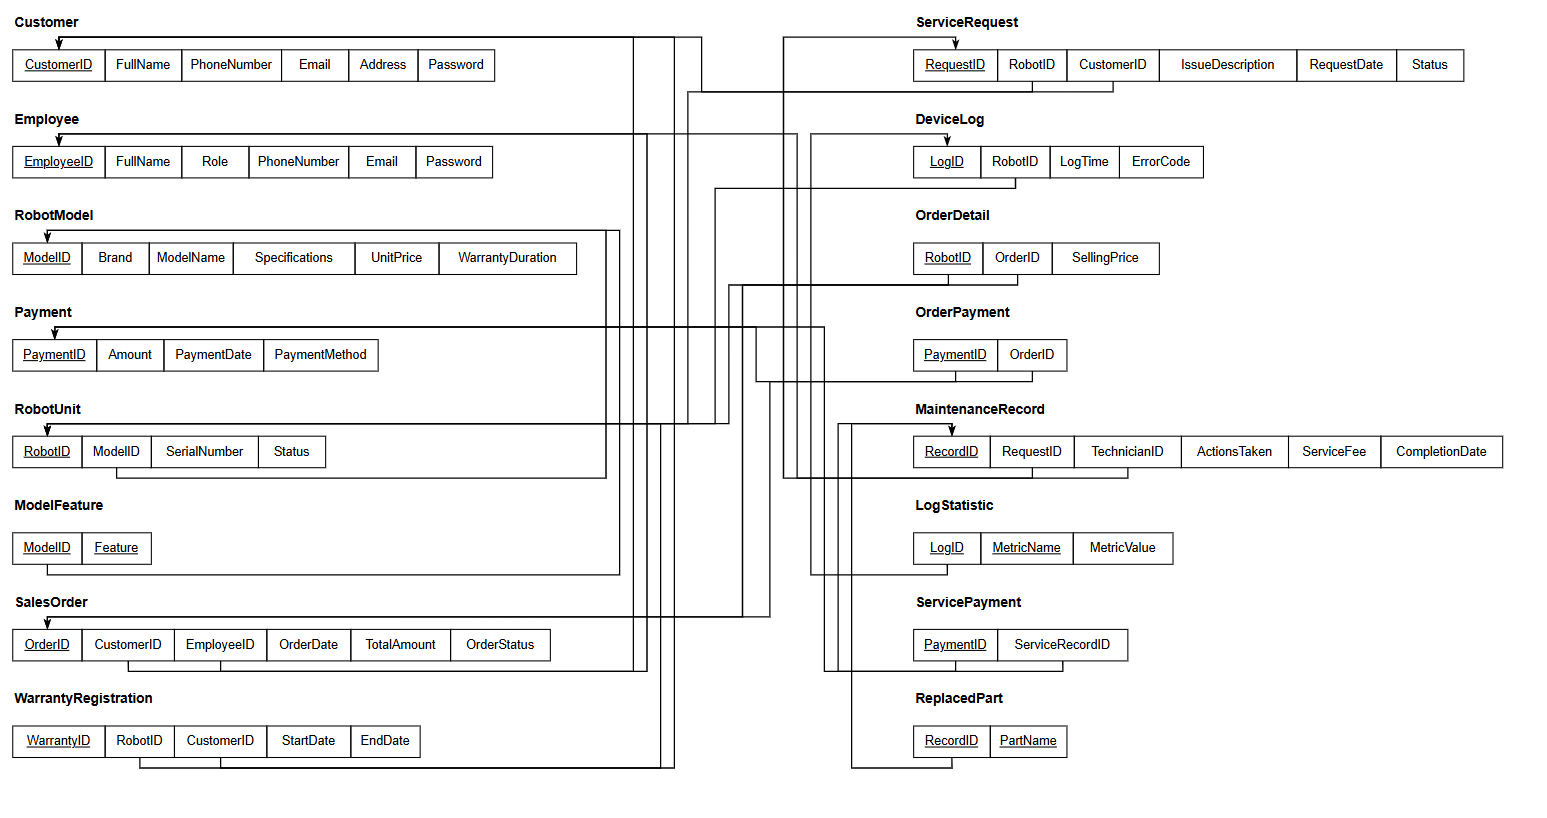 Customer
CustomerID FullName PhoneNumber Email Address Password
Employee
EmployeeID FullName Role PhoneNumber Email Password
RobotModel
ModelID Brand ModelName Specifications UnitPrice WarrantyDuration
Payment
PaymentID Amount PaymentDate PaymentMethod
RobotUnit
RobotID ModelID SerialNumber Status
ModelFeature
ModelID Feature
SalesOrder
OrderID CustomerID EmployeeID OrderDate TotalAmount OrderStatus
WarrantyRegistration
WarrantyID RobotID CustomerID StartDate EndDate
ServiceRequest
RequestID RobotID CustomerID IssueDescription RequestDate Status
DeviceLog
LogID RobotID LogTime ErrorCode
OrderDetail
RobotID OrderID SellingPrice
OrderPayment
PaymentID OrderID
MaintenanceRecord
RecordID RequestID TechnicianID ActionsTaken ServiceFee CompletionDate
LogStatistic
LogID MetricName MetricValue
ServicePayment
PaymentID ServiceRecordID
ReplacedPart
RecordID PartName